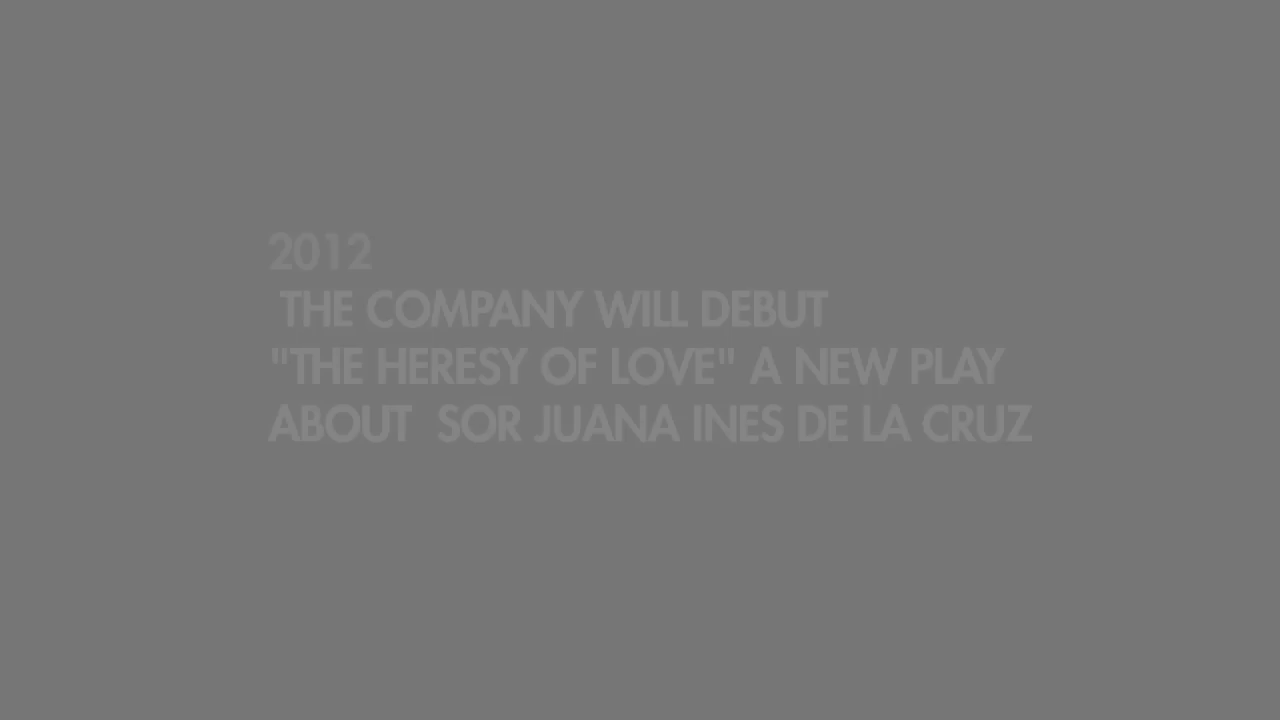 2012
THE COMPANY WILL DEBUT
"THE HERESY OF LOVE" A NEW PLAY
ABOUT SOR JUANA INES DE LA CRUZ